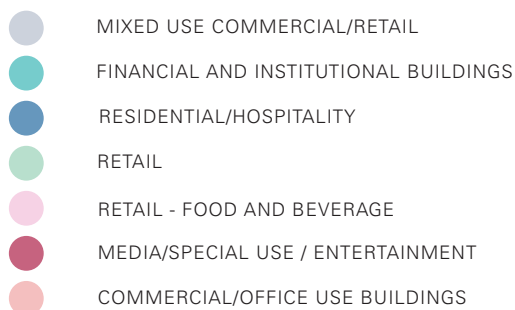 MIXED USE COMMERCIAL/RETAIL
FINANCIAL AND INSTITUTIONAL BUILDINGS
RESIDENTIAL/HOSPITALITY
RETAIL
RETAIL - FOOD AND BEVERAGE
MEDIA/SPECIAL USE / ENTERTAINMENT
COMMERCIAL/OFFICE USE BUILDINGS